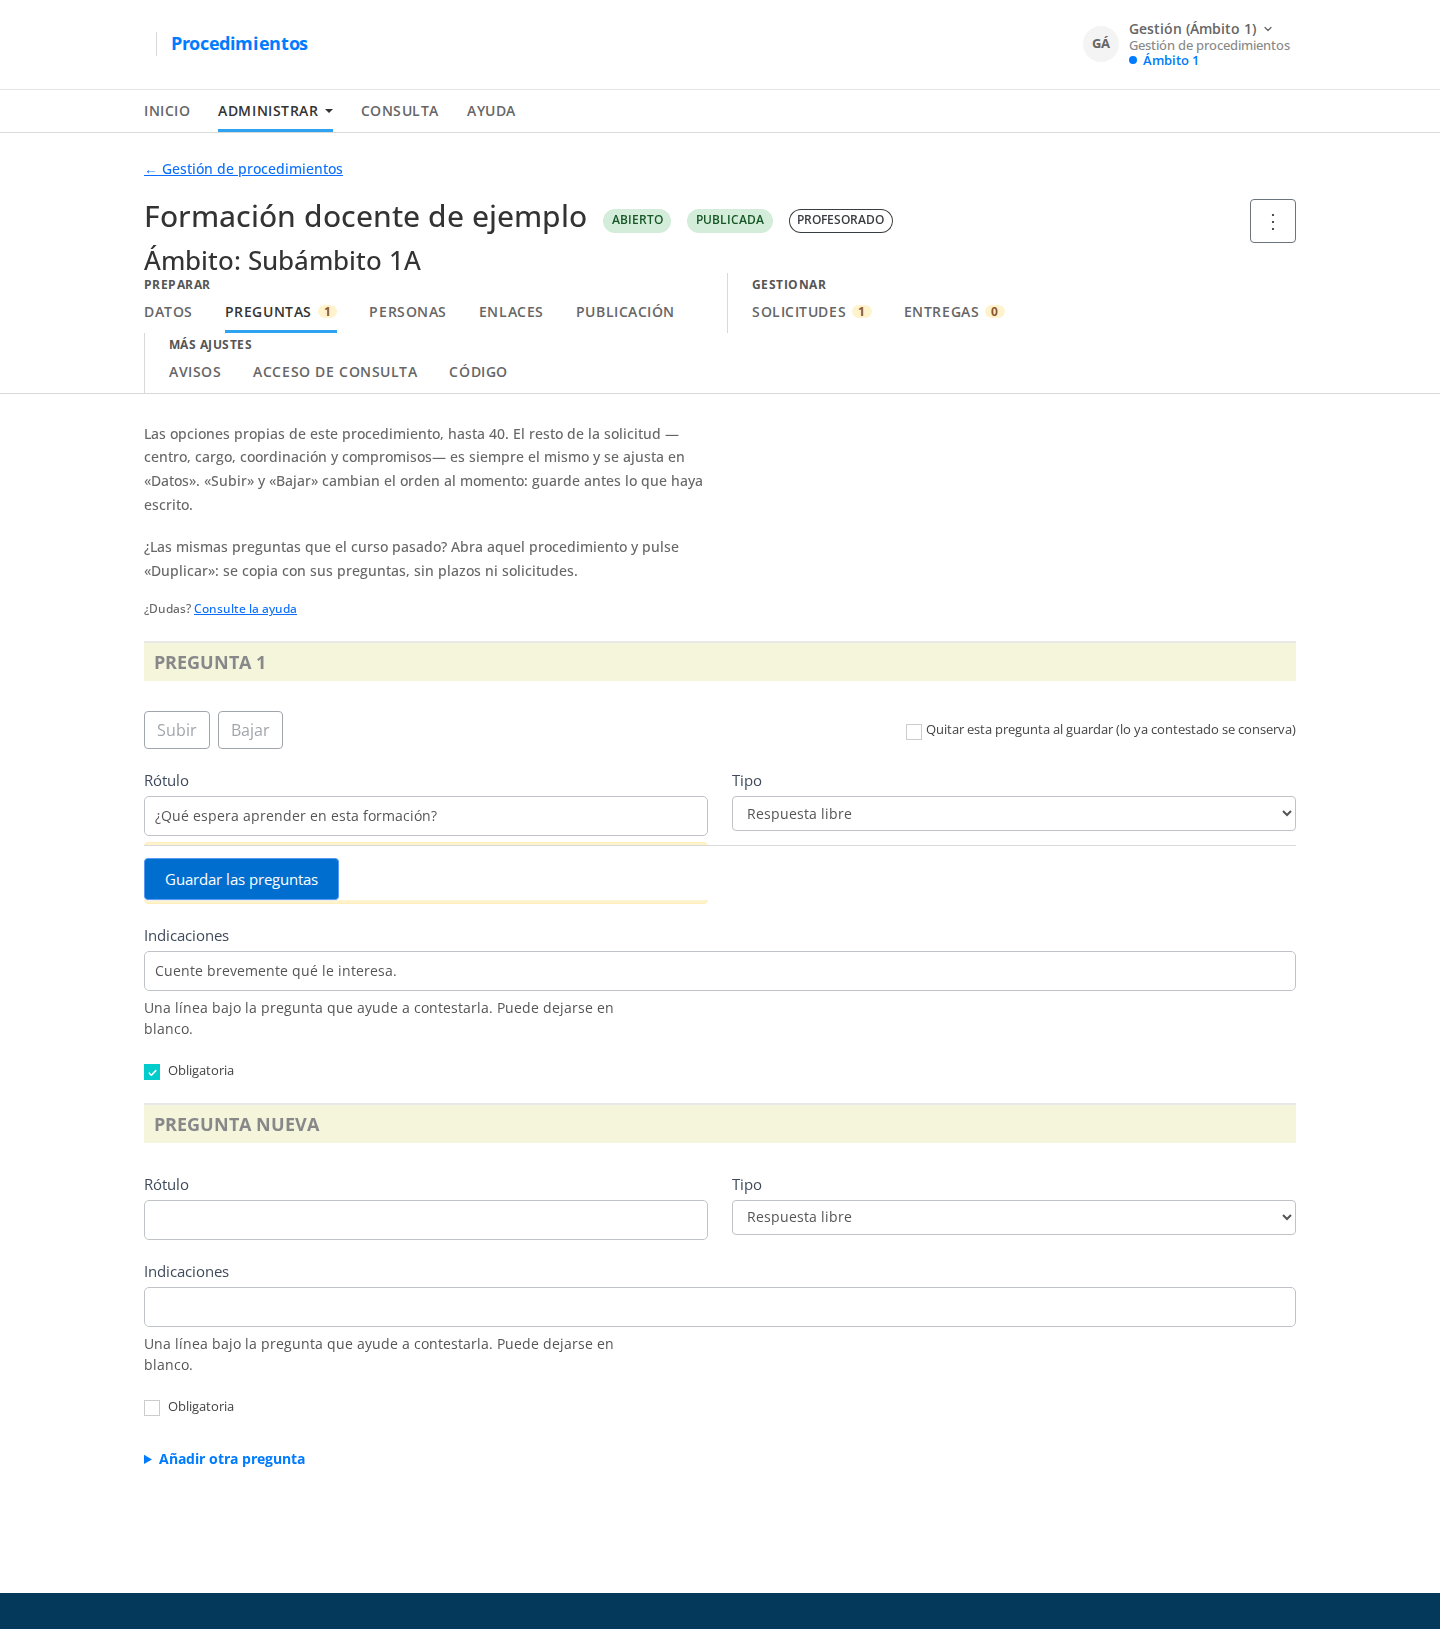 Procedimientos
GÁ
Gestión (Ámbito 1)
Gestión de procedimientos
Ámbito 1
INICIO
ADMINISTRAR
CONSULTA
AYUDA
← Gestión de procedimientos
Formación docente de ejemplo
ABIERTO
PUBLICADA
PROFESORADO
Ámbito: Subámbito 1A
PREPARAR
DATOS
PREGUNTAS 1
PERSONAS
ENLACES
PUBLICACIÓN
GESTIONAR
SOLICITUDES 1
ENTREGAS 0
MÁS AJUSTES
AVISOS
ACCESO DE CONSULTA
CÓDIGO
Las opciones propias de este procedimiento, hasta 40. El resto de la solicitud —
centro, cargo, coordinación y compromisos— es siempre el mismo y se ajusta en
«Datos». «Subir» y «Bajar» cambian el orden al momento: guarde antes lo que haya
escrito.
¿Las mismas preguntas que el curso pasado? Abra aquel procedimiento y pulse
«Duplicar»: se copia con sus preguntas, sin plazos ni solicitudes.
¿Dudas? Consulte la ayuda
PREGUNTA 1
Subir
Bajar
Quitar esta pregunta al guardar (lo ya contestado se conserva)
Rótulo
Tipo
¿Qué espera aprender en esta formación?
Respuesta libre
Guardar las preguntas
Indicaciones
Cuente brevemente qué le interesa.
Una línea bajo la pregunta que ayude a contestarla. Puede dejarse en
blanco.
Obligatoria
PREGUNTA NUEVA
Rótulo
Tipo
Respuesta libre
Indicaciones
Una línea bajo la pregunta que ayude a contestarla. Puede dejarse en
blanco.
Obligatoria
Añadir otra pregunta